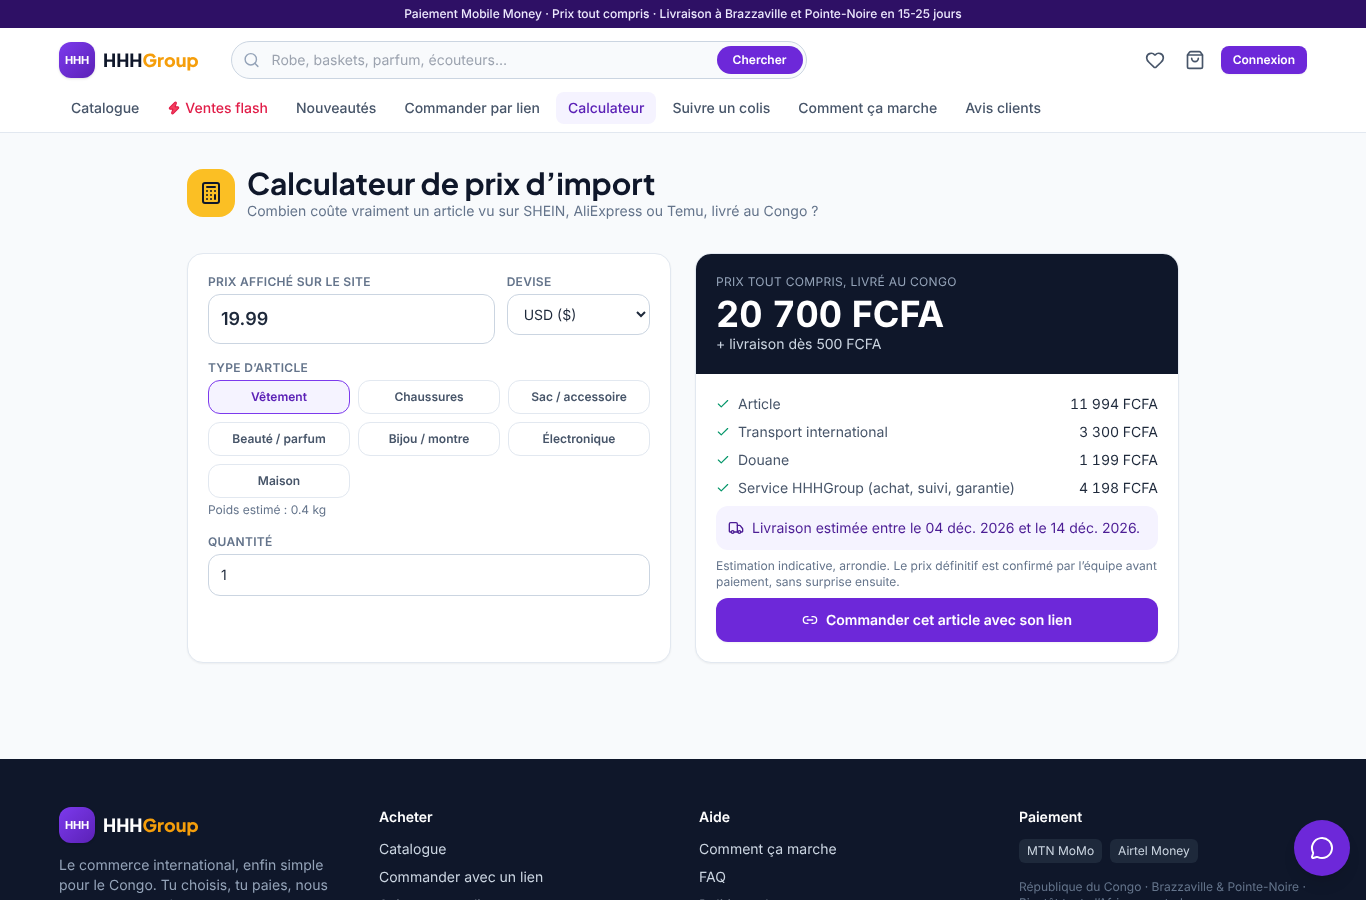 Paiement Mobile Money · Prix tout compris · Livraison à Brazzaville et Pointe-Noire en 15-25 jours
HHH HHHGroup
Robe, baskets, parfum, écouteurs...
Chercher
Connexion
Catalogue
Ventes flash
Nouveautés
Commander par lien
Calculateur
Suivre un colis
Comment ça marche
Avis clients
Calculateur de prix d’import
Combien coûte vraiment un article vu sur SHEIN, AliExpress ou Temu, livré au Congo ?
PRIX AFFICHÉ SUR LE SITE
DEVISE
19.99
USD ($)
TYPE D’ARTICLE
Vêtement
Chaussures
Sac / accessoire
Beauté / parfum
Bijou / montre
Électronique
Maison
Poids estimé : 0.4 kg
QUANTITÉ
1
PRIX TOUT COMPRIS, LIVRÉ AU CONGO
20 700 FCFA
+ livraison dès 500 FCFA
Article 11 994 FCFA
Transport international 3 300 FCFA
Douane 1 199 FCFA
Service HHHGroup (achat, suivi, garantie) 4 198 FCFA
Livraison estimée entre le 04 déc. 2026 et le 14 déc. 2026.
Estimation indicative, arrondie. Le prix définitif est confirmé par l’équipe avant
paiement, sans surprise ensuite.
Commander cet article avec son lien
HHH HHHGroup
Le commerce international, enfin simple
pour le Congo. Tu choisis, tu paies, nous
Acheter
Catalogue
Commander avec un lien
Aide
Comment ça marche
FAQ
Paiement
MTN MoMo
Airtel Money
République du Congo · Brazzaville & Pointe-Noire ·